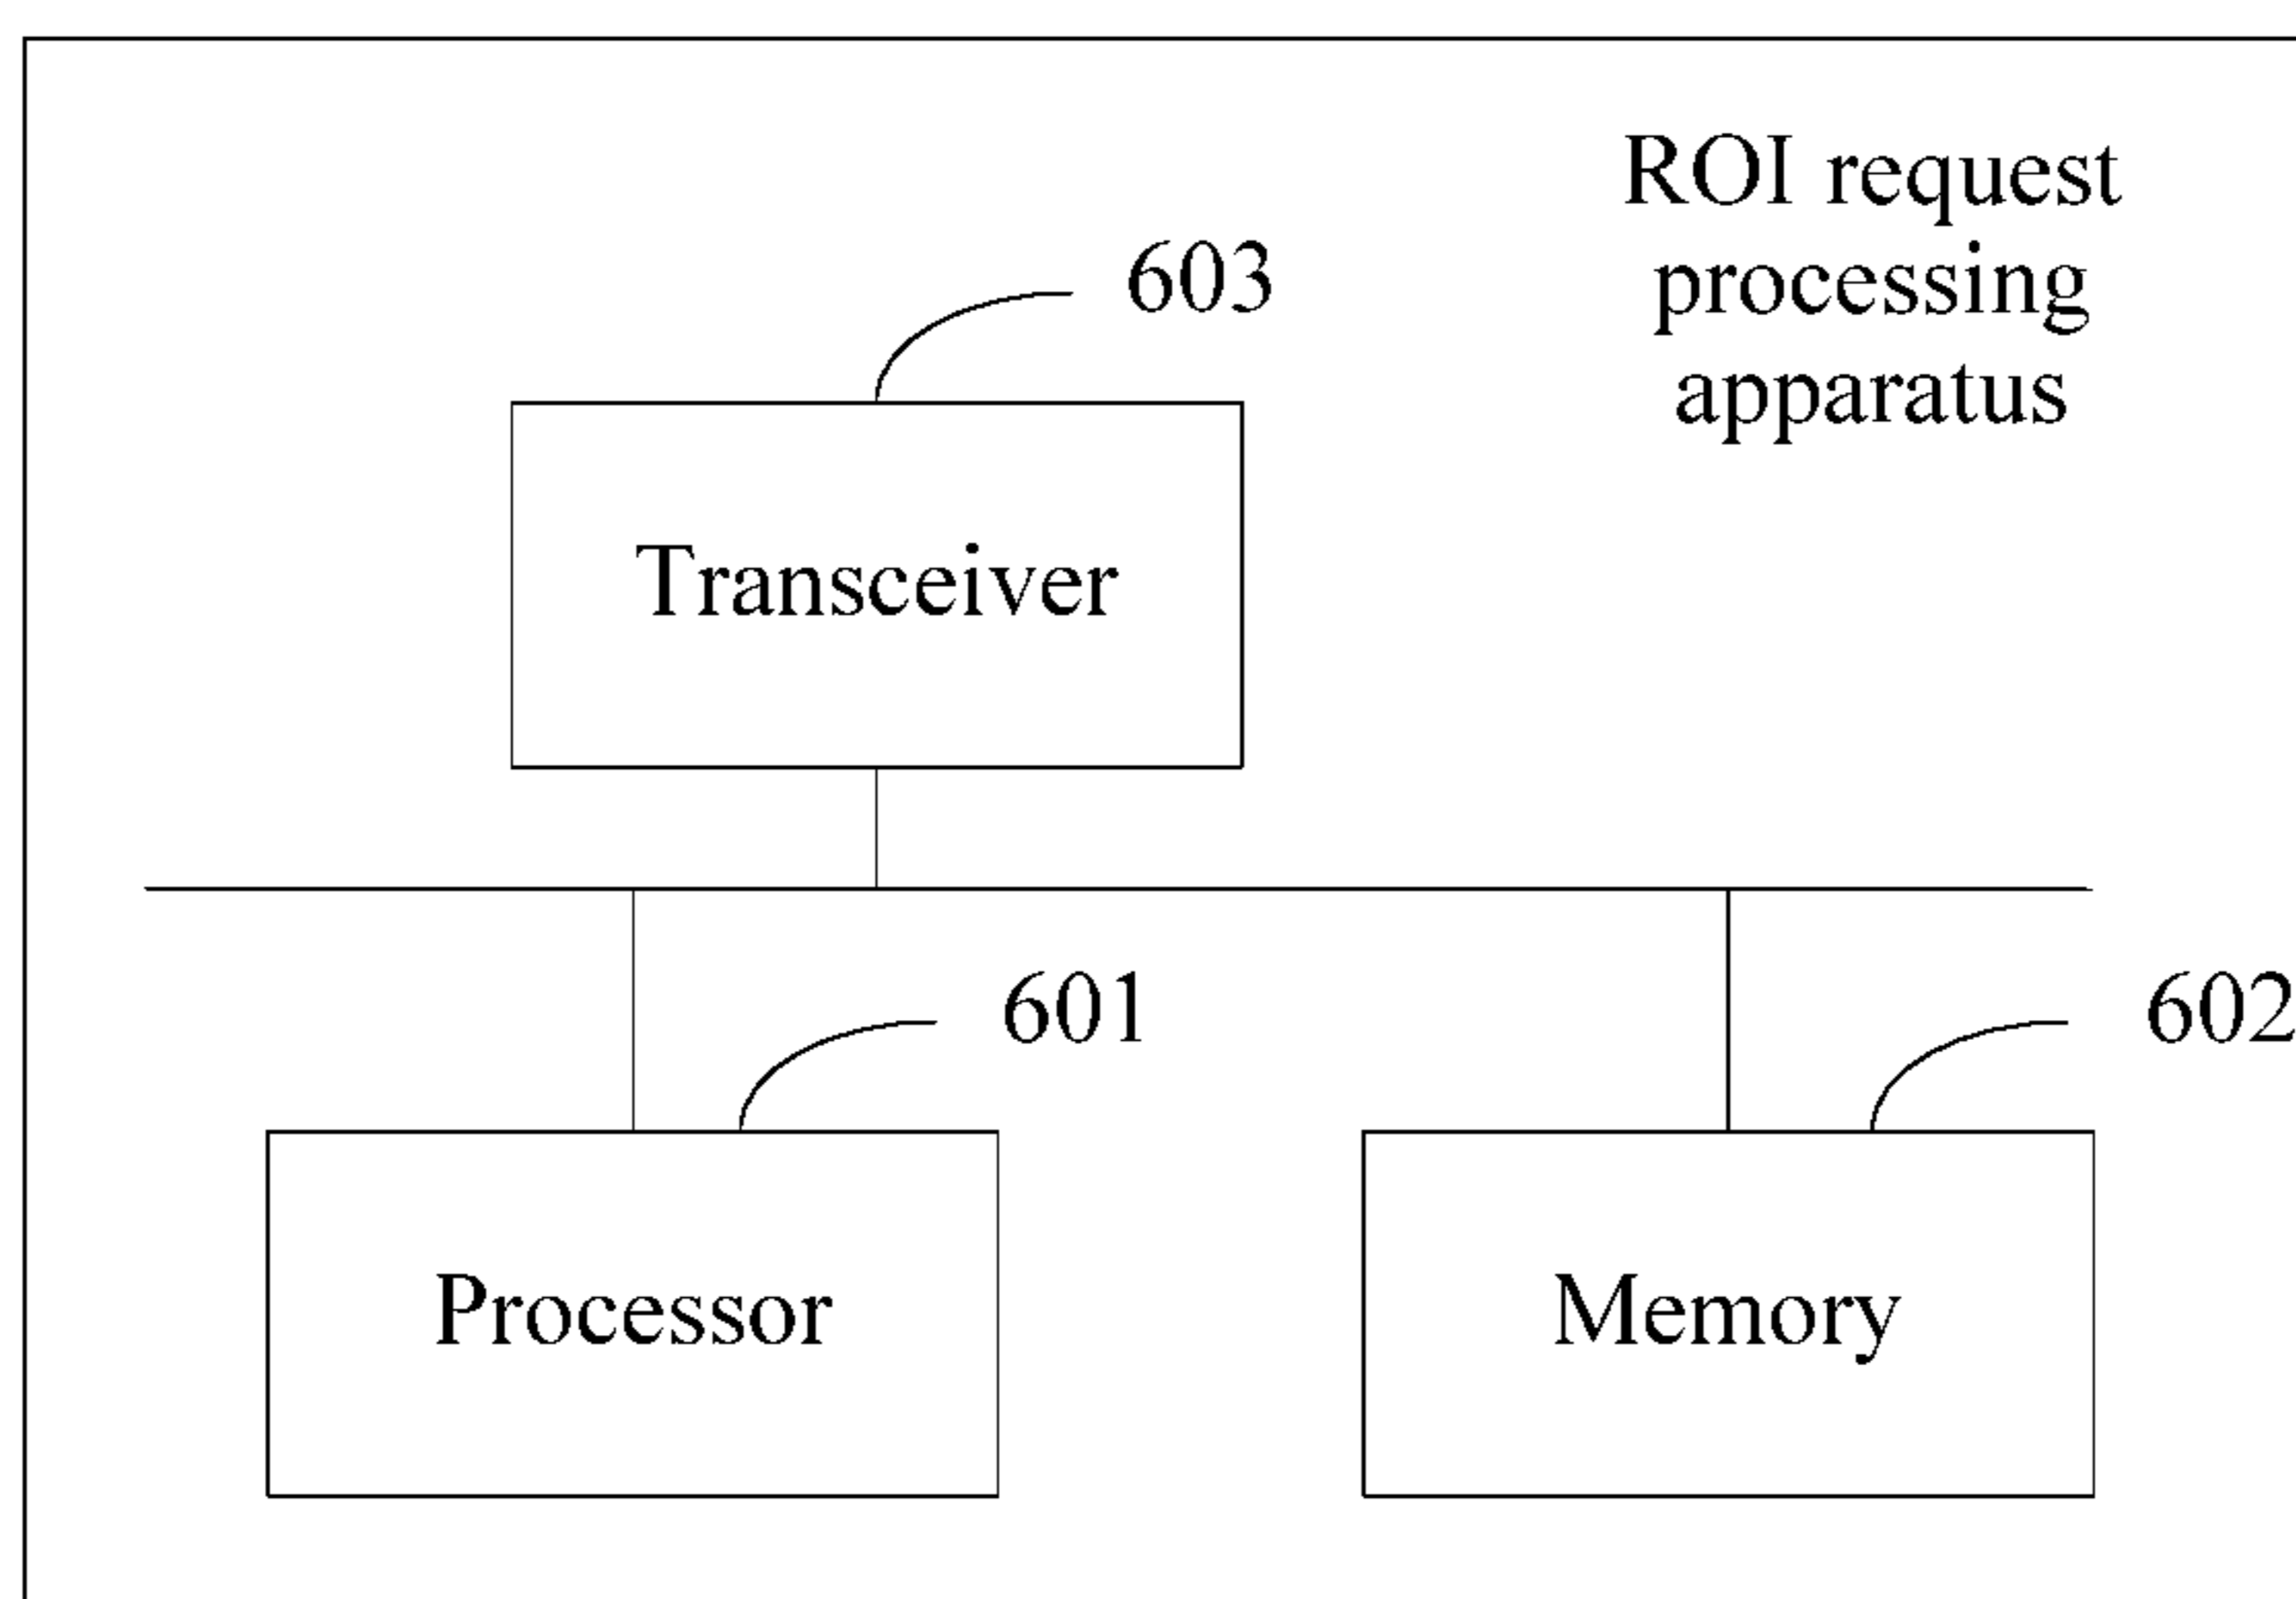 ROI request
processing
apparatus
603
Transceiver
601
602
Processor
Memory